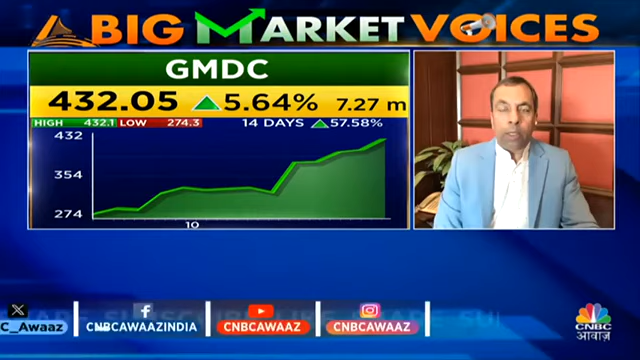 BIG MARKET VOICES
GMDC
432.05 5.64% 7.27 m
HIGH 432.1 LOW 274.3 14 DAYS 57.58%
432
354
274
10
C_Awaaz CNBCAWAAZINDIA CNBCAWAAZ CNBCAWAAZ
CNBC
आवाज़